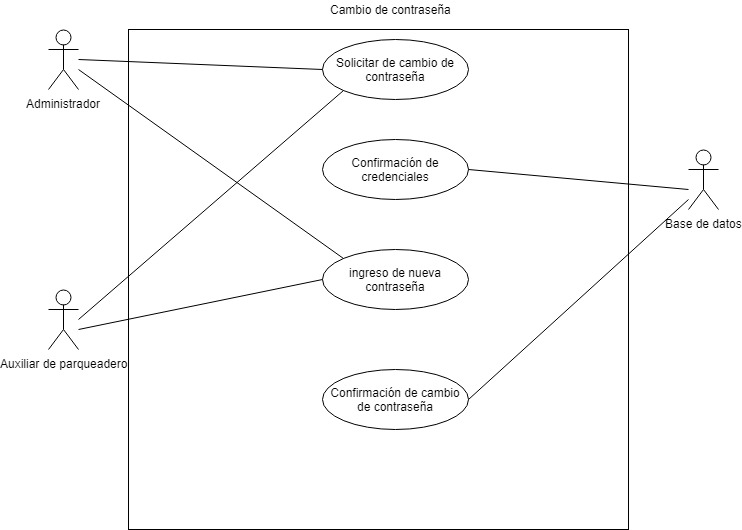 Cambio de contraseña
Solicitar de cambio de
contraseña
Administrador
Confirmación de
credenciales
Base de datos
ingreso de nueva
contraseña
Auxiliar de parqueadero
Confirmación de cambio
de contraseña